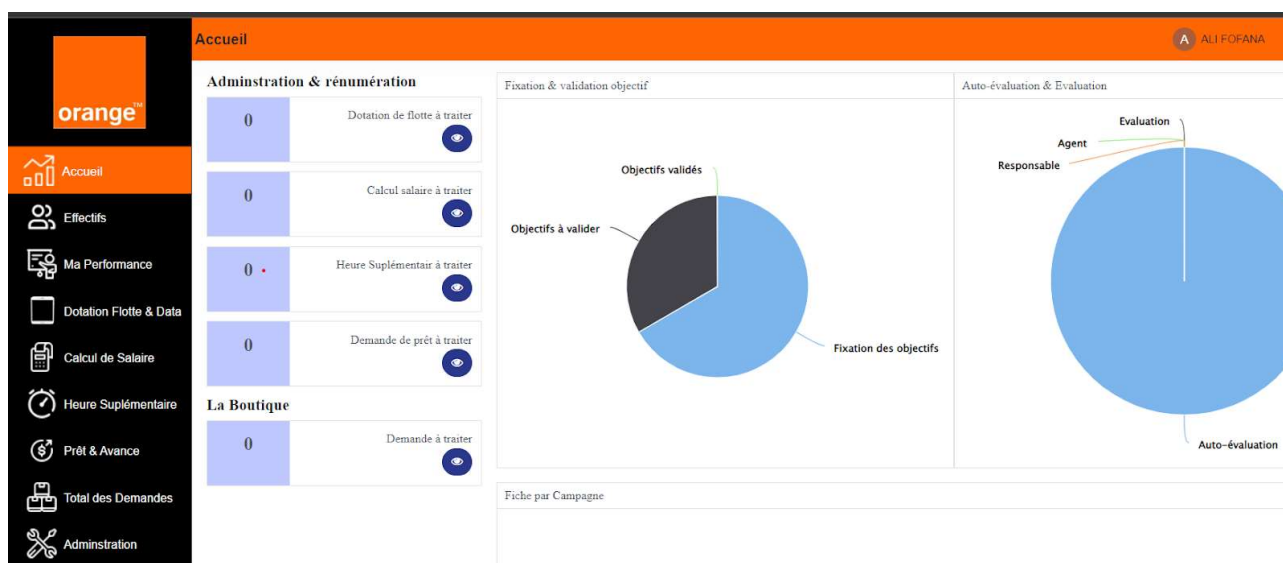 Accueil
A ALI FOFANA
orange™
Accueil
Effectifs
Ma Performance
Dotation Flotte & Data
Calcul de Salaire
Heure Suplémentaire
Prêt & Avance
Total des Demandes
Adminstration
Adminstration & rénumération
0 Dotation de flotte à traiter
0 Calcul salaire à traiter
0 Heure Suplémentair à traiter
0 Demande de prêt à traiter
La Boutique
0 Demande à traiter
Fixation & validation objectif
Objectifs validés
Objectifs à valider
Fixation des objectifs
Auto-évaluation & Evaluation
Evaluation
Agent
Responsable
Auto-évaluation
Fiche par Campagne